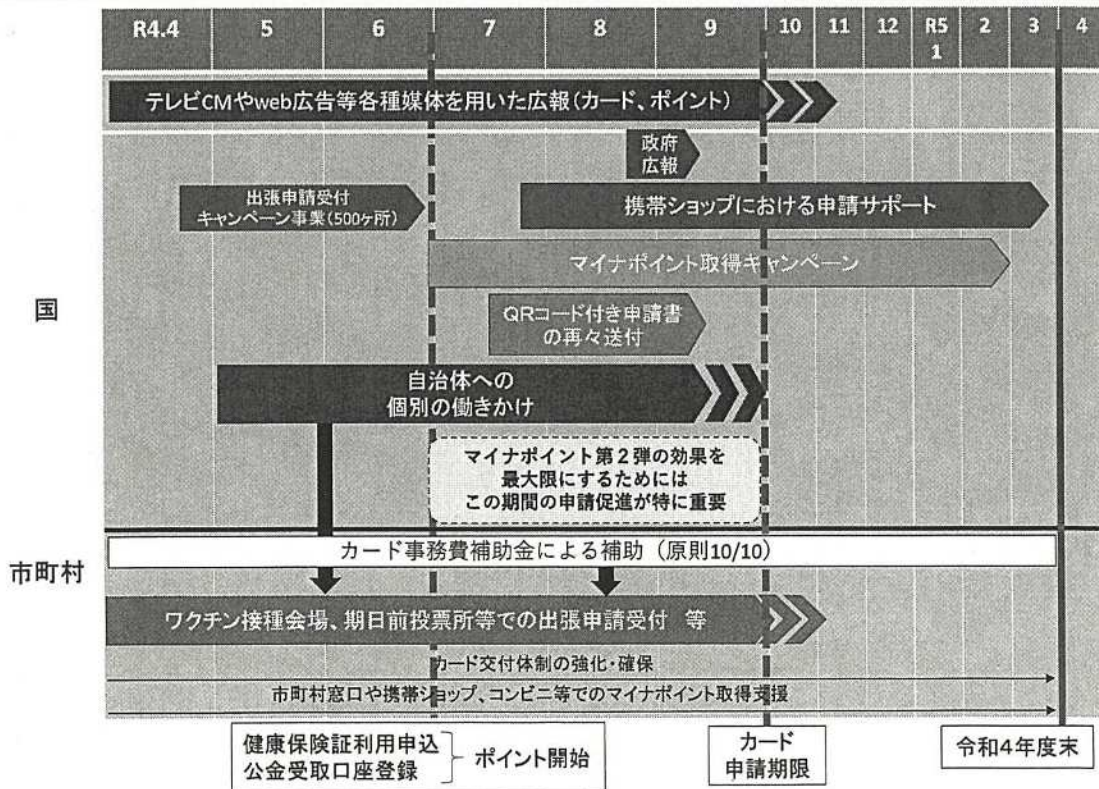 R4.4 5 6 7 8 9 10 11 12 R5 2 3 4
1
テレビCMやweb広告等各種媒体を用いた広報(カード、ポイント)
政府
広報
出張申請受付
キャンペーン事業(500ヶ所)
携帯ショップにおける申請サポート
マイナポイント取得キャンペーン
国
QRコード付き申請書
の再々送付
自治体への
個別の働きかけ
マイナポイント第2弾の効果を
最大限にするためには
この期間の申請促進が特に重要
市町村
カード事務費補助金による補助 (原則10/10)
ワクチン接種会場、期日前投票所等での出張申請受付 等
カード交付体制の強化・確保
市町村窓口や携帯ショップ、コンビニ等でのマイナポイント取得支援
健康保険証利用申込
公金受取口座登録
ポイント開始
カード
申請期限
令和4年度末